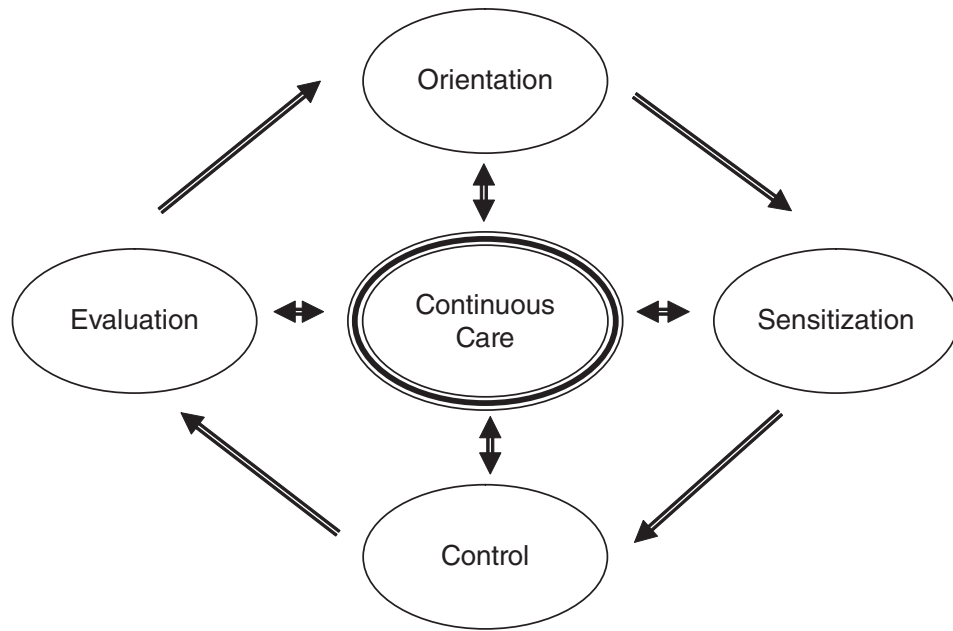 Orientation
Evaluation
Continuous
Care
Sensitization
Control